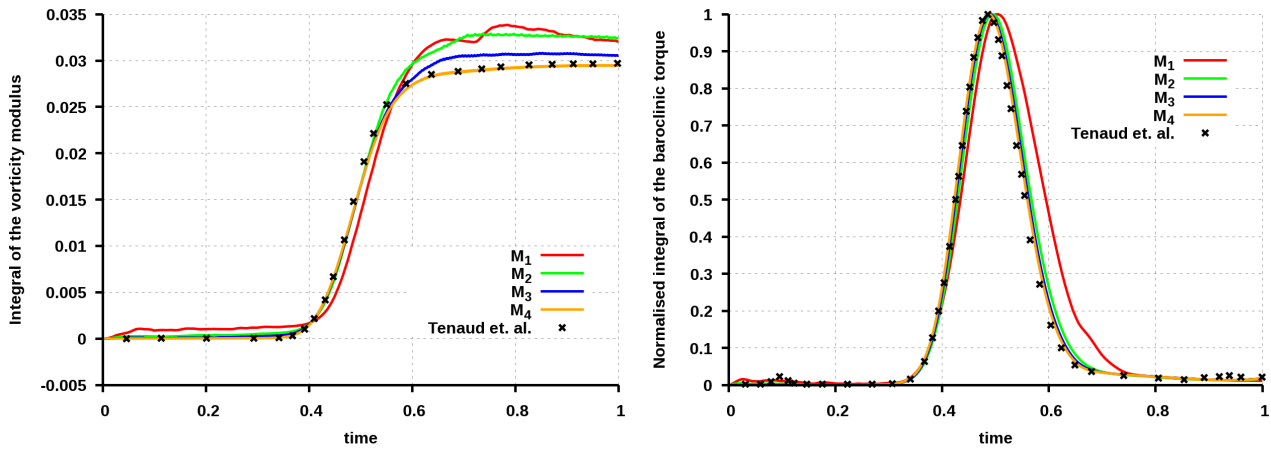 Integral of the vorticity modulus
0.035
0.03
0.025
0.02
0.015
0.01
0.005
0
-0.005
0 0.2 0.4 0.6 0.8 1
time
M1
M2
M3
M4
Tenaud et. al.
Normalised integral of the baroclinic torque
1
0.9
0.8
0.7
0.6
0.5
0.4
0.3
0.2
0.1
0
0 0.2 0.4 0.6 0.8 1
time
M1
M2
M3
M4
Tenaud et. al.